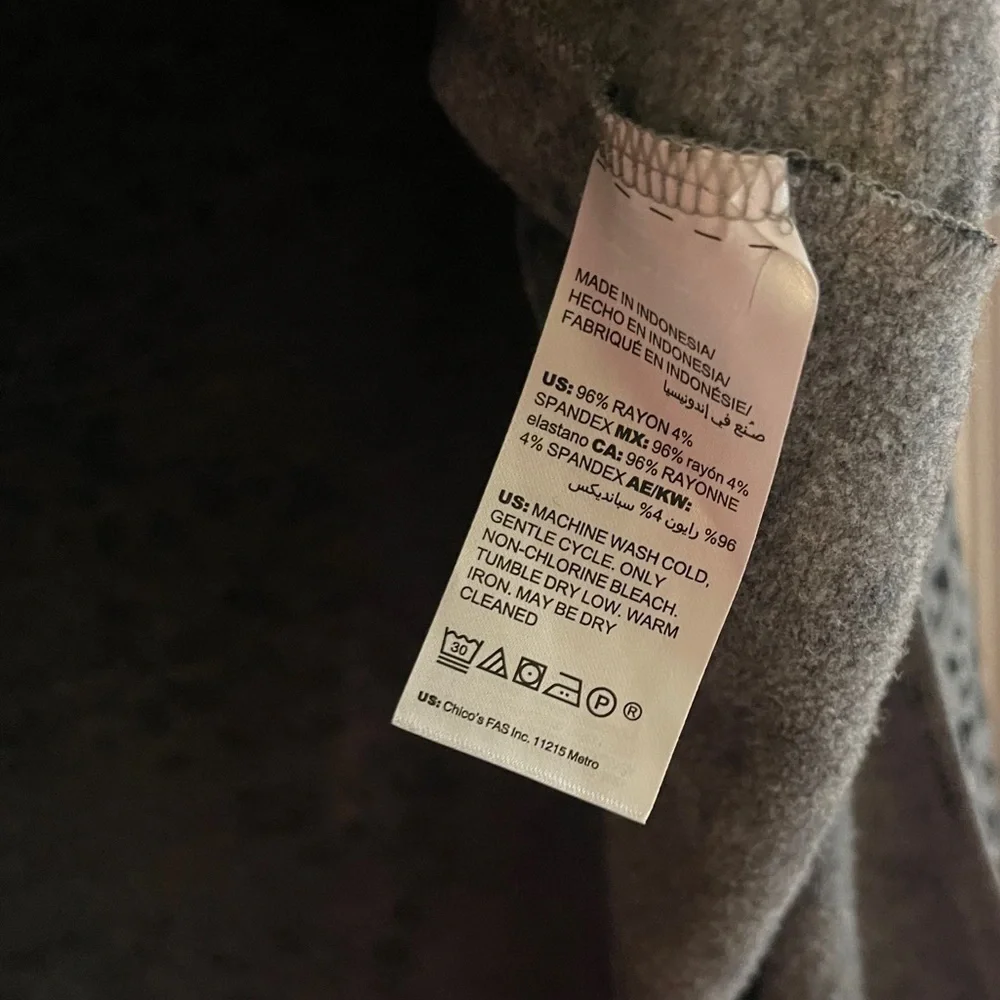 MADE IN INDONESIA/
HECHO EN INDONESIA/
FABRIQUÉ EN INDONÉSIE/
صنع في إندونيسيا
US: 96% RAYON 4%
SPANDEX MX: 96% rayón 4%
elastano CA: 96% RAYONNE
4% SPANDEX AE/KW:
96% رايون 4% سبانديكس
US: MACHINE WASH COLD,
GENTLE CYCLE. ONLY
NON-CHLORINE BLEACH.
TUMBLE DRY LOW. WARM
IRON. MAY BE DRY
CLEANED
30 P ®
US: Chico's FAS Inc. 11215 Metro